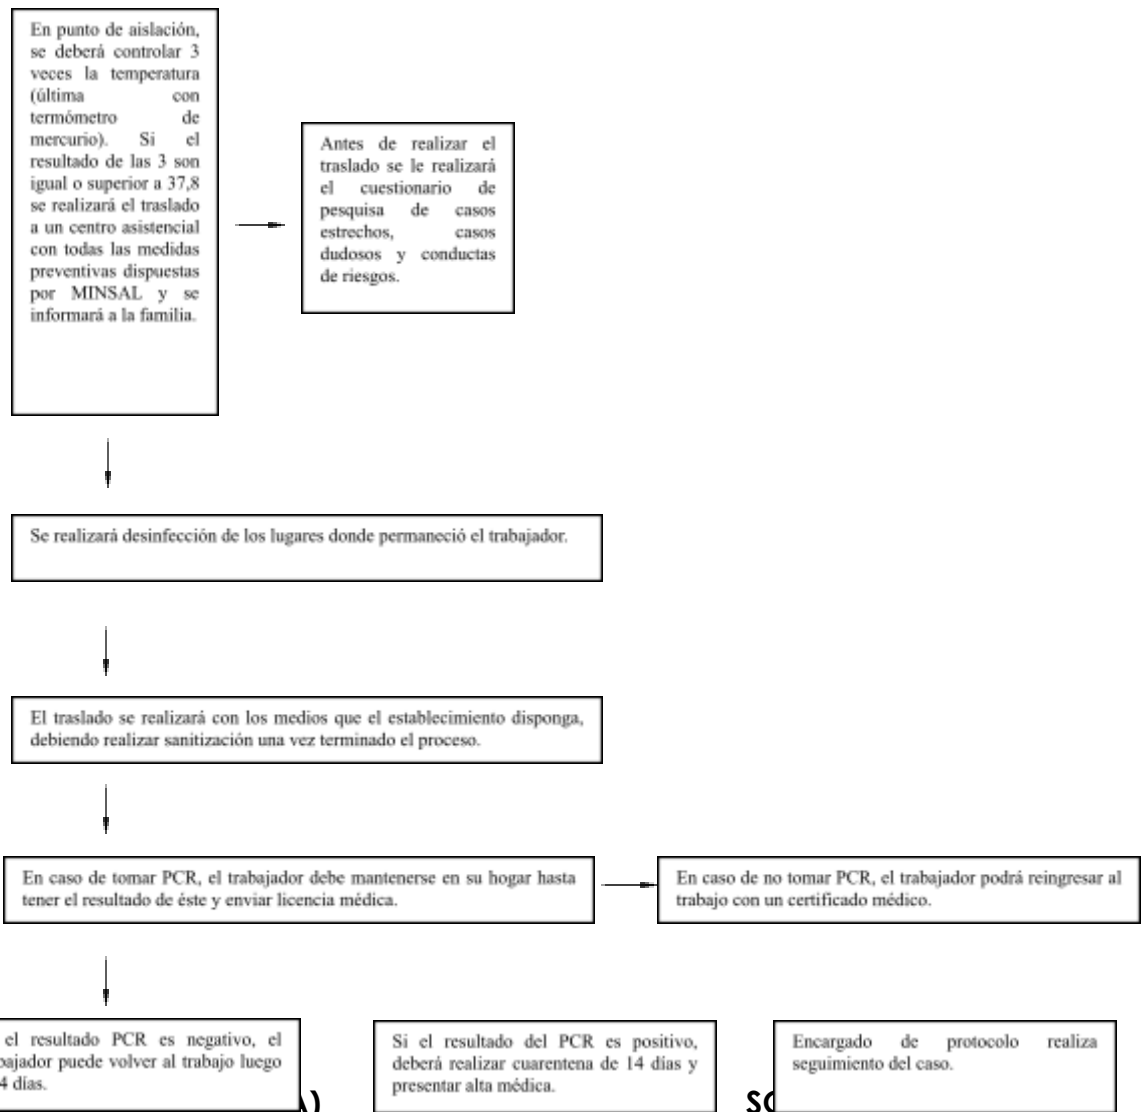 En punto de aislación,
se deberá controlar 3
veces la temperatura
(última con
termómetro de
mercurio). Si el
resultado de las 3 son
igual o superior a 37,8
se realizará el traslado
a un centro asistencial
con todas las medidas
preventivas dispuestas
por MINSAL y se
informará a la familia.
Antes de realizar el
traslado se le realizará
el cuestionario de
pesquisa de casos
estrechos, casos
dudosos y conductas
de riesgos.
Se realizará desinfección de los lugares donde permaneció el trabajador.
El traslado se realizará con los medios que el establecimiento disponga,
debiendo realizar sanitización una vez terminado el proceso.
En caso de tomar PCR, el trabajador debe mantenerse en su hogar hasta
tener el resultado de éste y enviar licencia médica.
En caso de no tomar PCR, el trabajador podrá reingresar al
trabajo con un certificado médico.
el resultado PCR es negativo, el
bajador puede volver al trabajo luego
4 días.
Si el resultado del PCR es positivo,
deberá realizar cuarentena de 14 días y
presentar alta médica.
Encargado de protocolo realiza
seguimiento del caso.